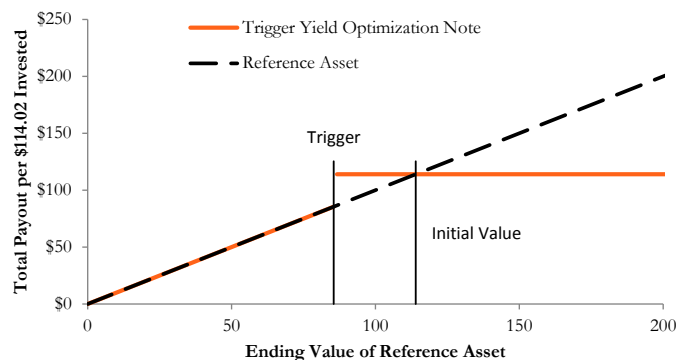 $250
$200
$150
$100
$50
$0
Total Payout per $114.02 Invested
Trigger Yield Optimization Note
Reference Asset
Trigger
Initial Value
0
50
100
150
200
Ending Value of Reference Asset